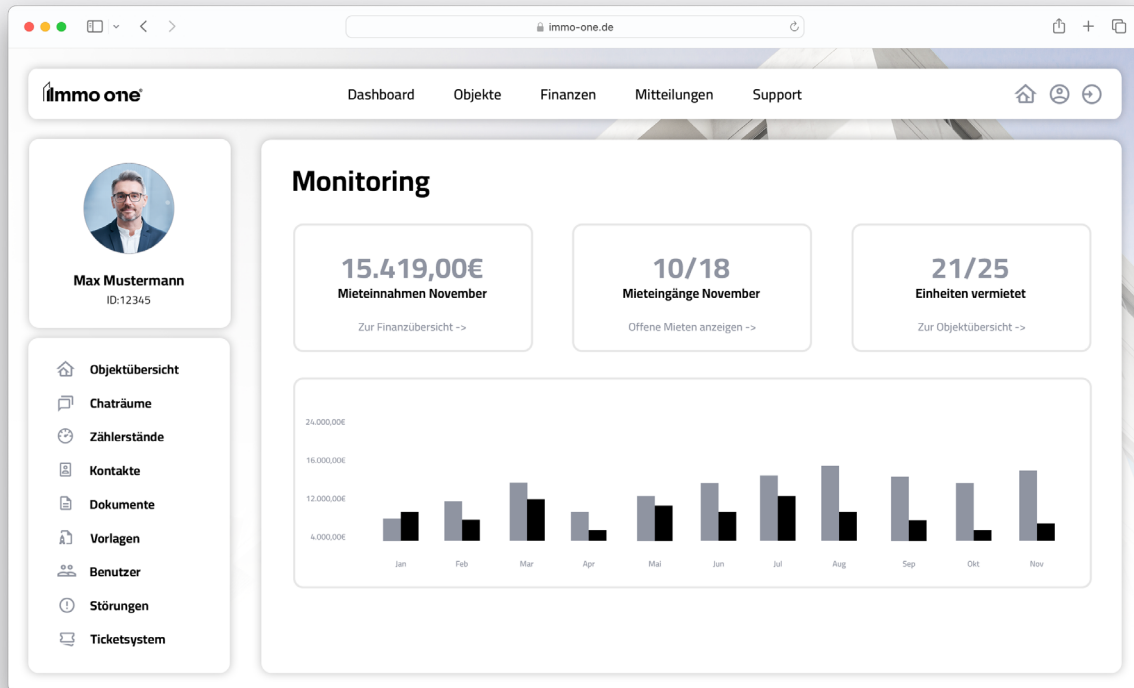 immo-one.de
immo one®
Dashboard Objekte Finanzen Mitteilungen Support
Max Mustermann
ID:12345
Objektübersicht
Chaträume
Zählerstände
Kontakte
Dokumente
Vorlagen
Benutzer
Störungen
Ticketsystem
Monitoring
15.419,00€
Mieteinnahmen November
Zur Finanzübersicht ->
10/18
Mieteingänge November
Offene Mieten anzeigen ->
21/25
Einheiten vermietet
Zur Objektübersicht ->
24.000,00€
16.000,00€
12.000,00€
4.000,00€
Jan Feb Mar Apr Mai Jun Jul Aug Sep Okt Nov